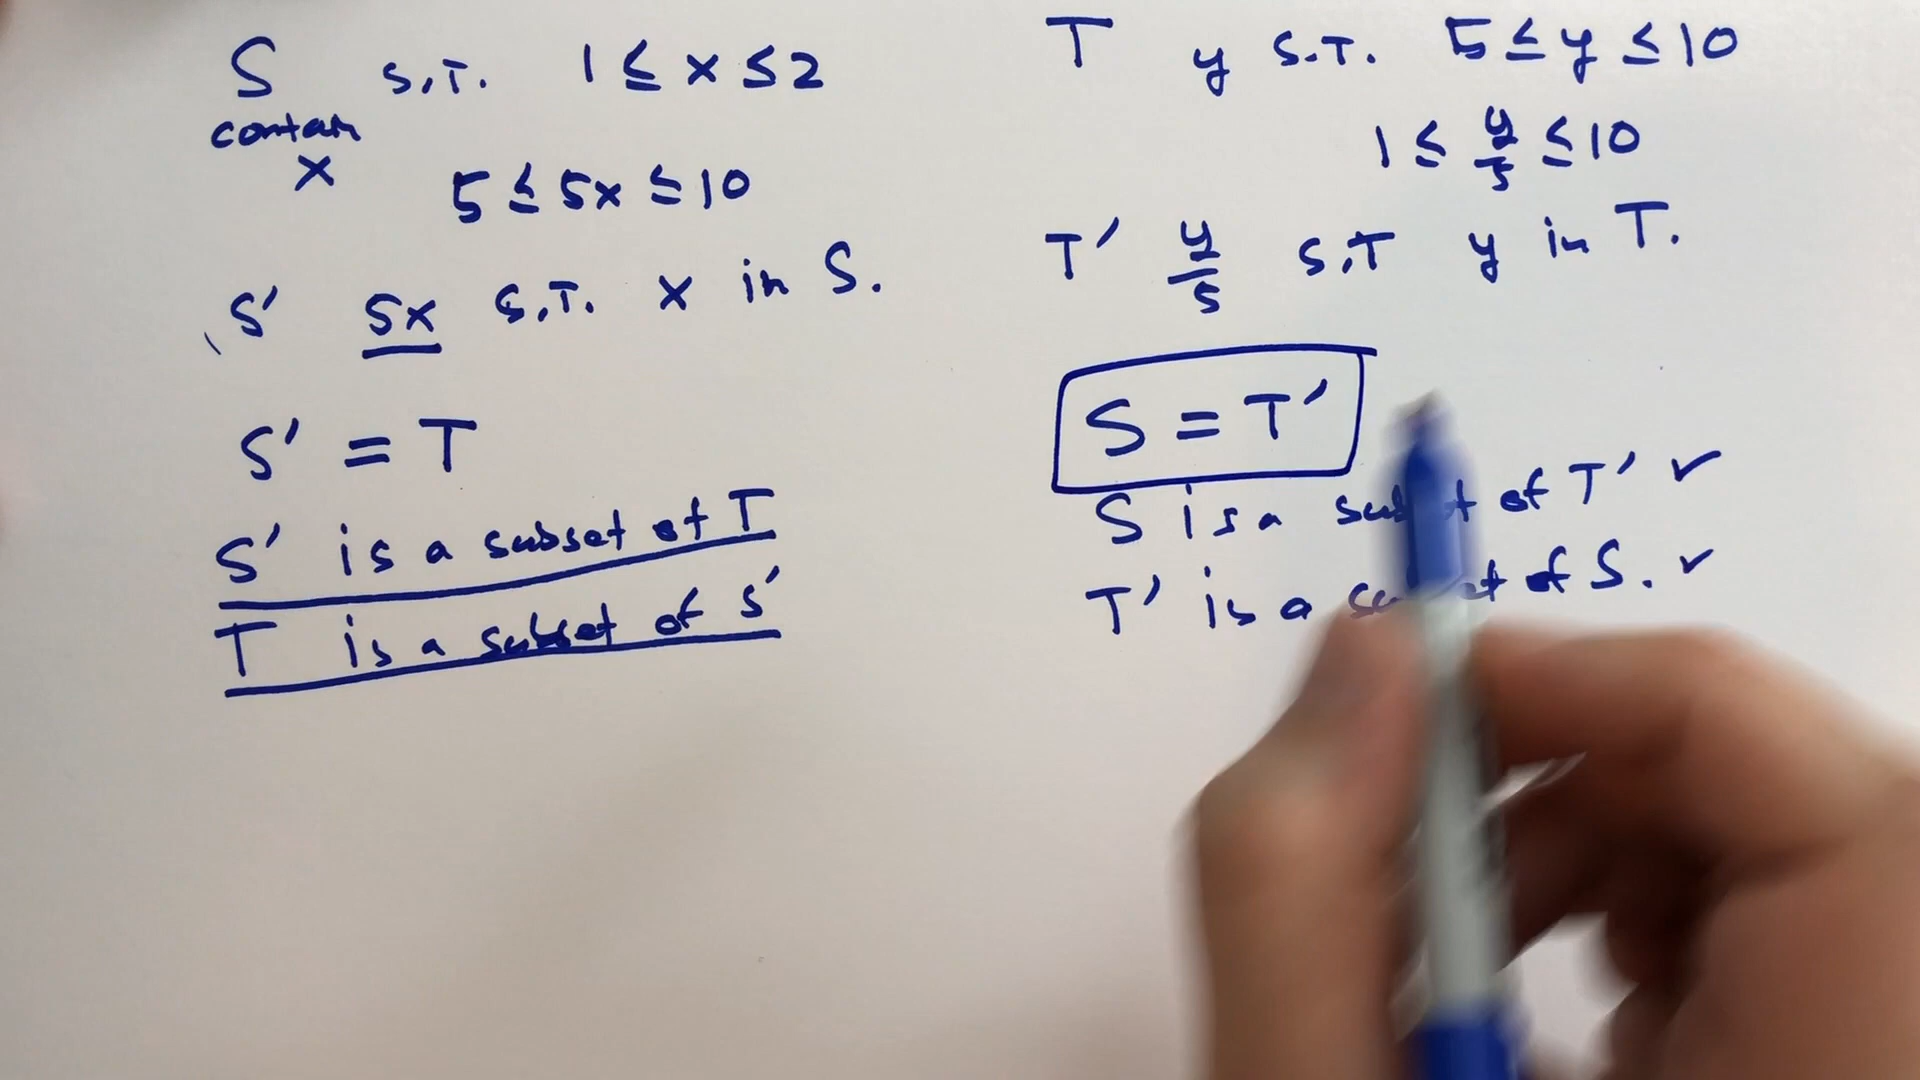 S s.T. 1 ≤ x ≤ 2
contain
x
5 ≤ 5x ≤ 10
S' 5x s.T. x in S.
S' = T
S' is a subset of T
T is a subset of S'
T y s.T. 5 ≤ y ≤ 10
1 ≤ y/5 ≤ 10
T' y/5 s.T y in T.
S = T'
S is a of T' ✓
T' is a of S. ✓